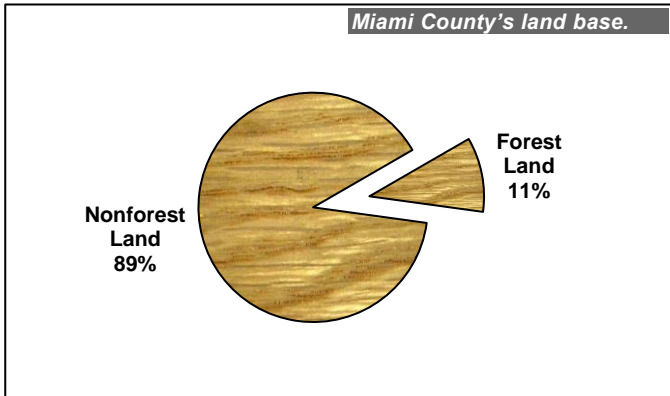 Miami County’s land base.
Forest
Land
11%
Nonforest
Land
89%